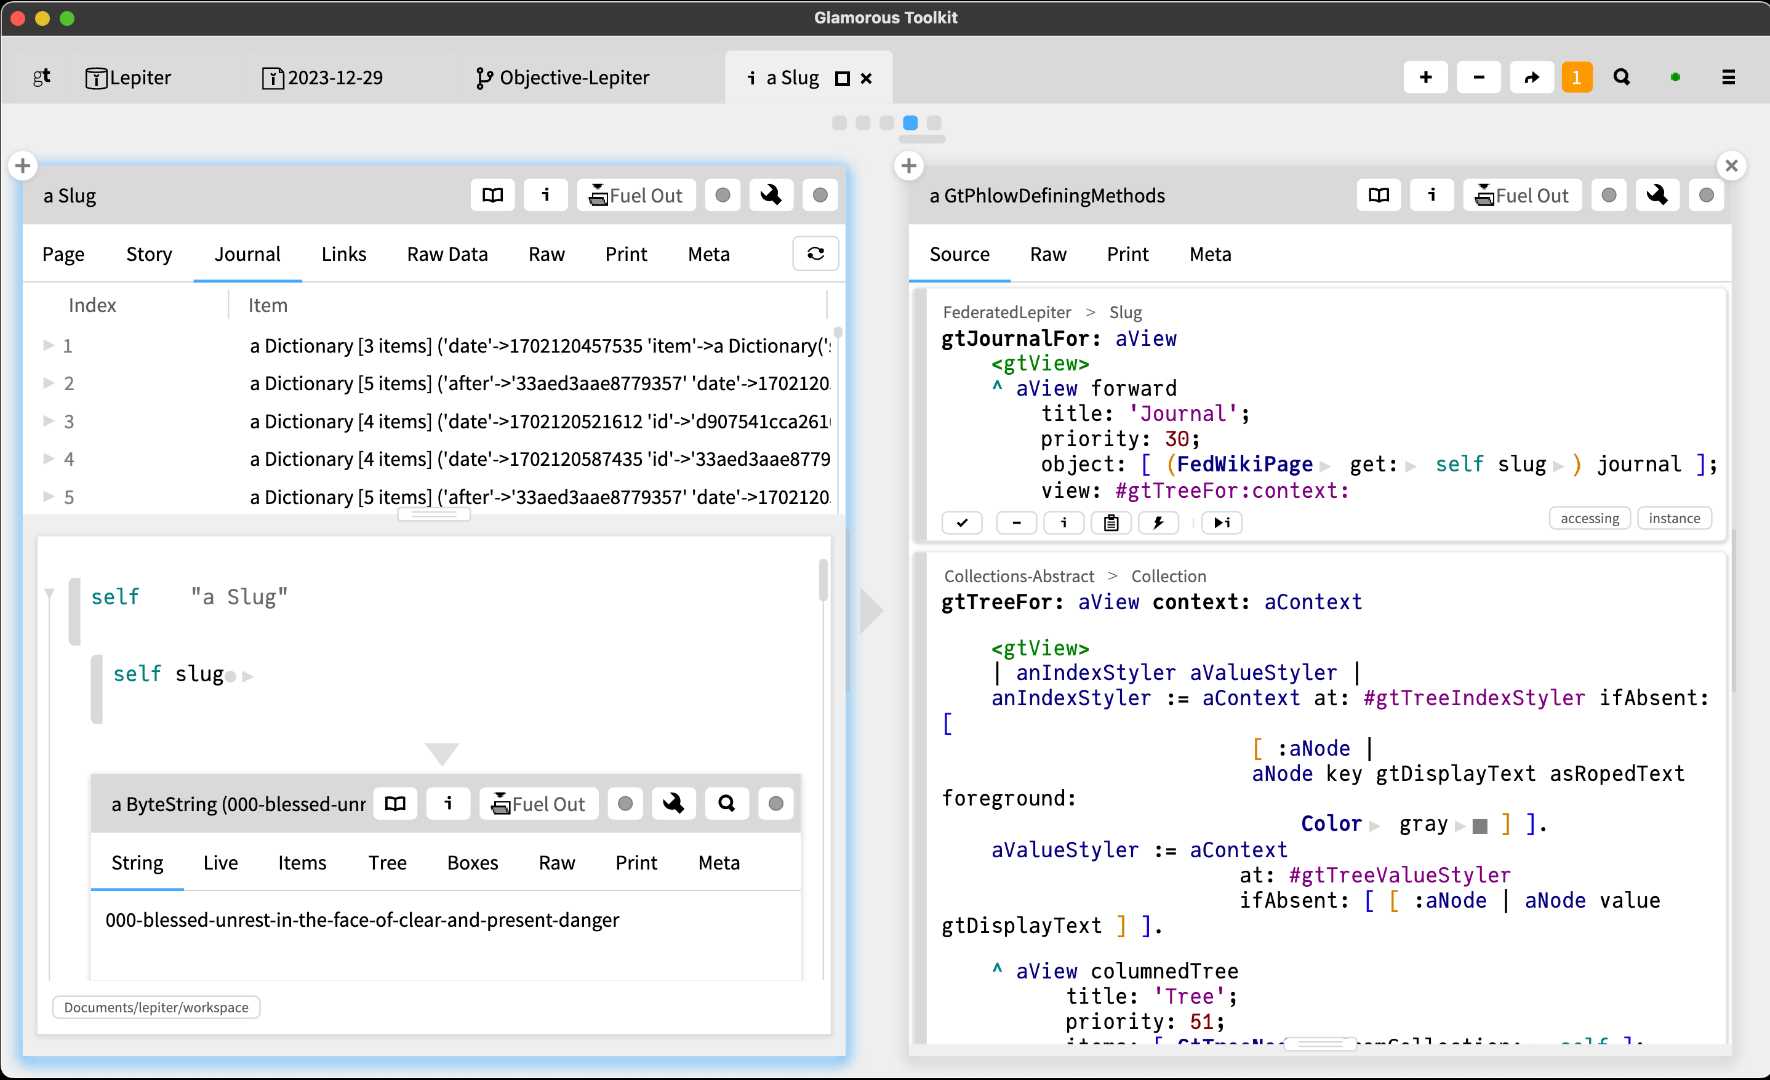 Glamorous Toolkit
gt
Lepiter
2023-12-29
Objective-Lepiter
i a Slug
1
a Slug
i
Fuel Out
Page Story Journal Links Raw Data Raw Print Meta
Index Item
1 a Dictionary [3 items] ('date'->1702120457535 'item'->a Dictionary('s
2 a Dictionary [5 items] ('after'->'33aed3aae8779357' 'date'->1702120
3 a Dictionary [4 items] ('date'->1702120521612 'id'->'d907541cca261
4 a Dictionary [4 items] ('date'->1702120587435 'id'->'33aed3aae8779
5 a Dictionary [5 items] ('after'->'33aed3aae8779357' 'date'->1702120
self "a Slug"
self slug
a ByteString (000-blessed-unr
i
Fuel Out
String Live Items Tree Boxes Raw Print Meta
000-blessed-unrest-in-the-face-of-clear-and-present-danger
Documents/lepiter/workspace
a GtPhlowDefiningMethods
i
Fuel Out
Source Raw Print Meta
FederatedLepiter > Slug
gtJournalFor: aView
<gtView>
^ aView forward
title: 'Journal';
priority: 30;
object: [ (FedWikiPage get: self slug ) journal ];
view: #gtTreeFor:context:
i
i
accessing instance
Collections-Abstract > Collection
gtTreeFor: aView context: aContext
<gtView>
| anIndexStyler aValueStyler |
anIndexStyler := aContext at: #gtTreeIndexStyler ifAbsent:
[
[ :aNode |
aNode key gtDisplayText asRopedText
foreground:
Color gray ] ].
aValueStyler := aContext
at: #gtTreeValueStyler
ifAbsent: [ [ :aNode | aNode value
gtDisplayText ] ].
^ aView columnedTree
title: 'Tree';
priority: 51;